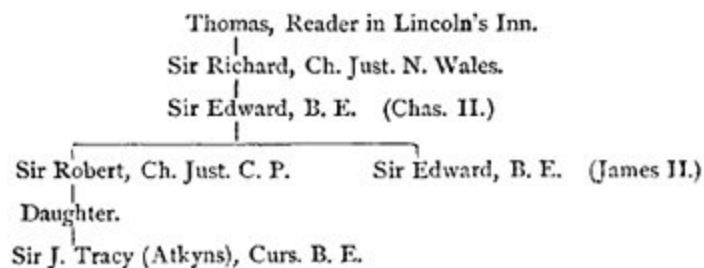 Thomas, Reader in Lincoln's Inn.
Sir Richard, Ch. Just. N. Wales.
Sir Edward, B. E. (Chas. II.)
Sir Robert, Ch. Just. C. P. Sir Edward, B. E. (James II.)
Daughter.
Sir J. Tracy (Atkyns), Curs. B. E.